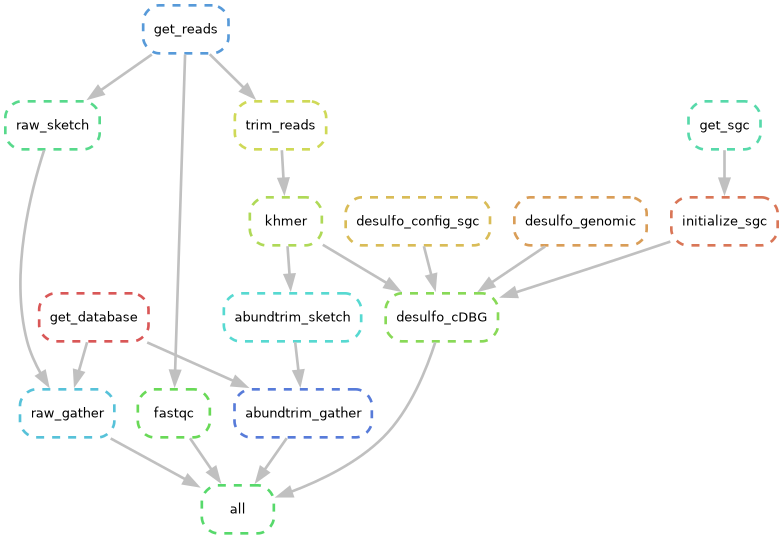 get_reads
raw_sketch
trim_reads
get_sgc
khmer
desulfo_config_sgc
desulfo_genomic
initialize_sgc
get_database
abundtrim_sketch
desulfo_cDBG
raw_gather
fastqc
abundtrim_gather
all